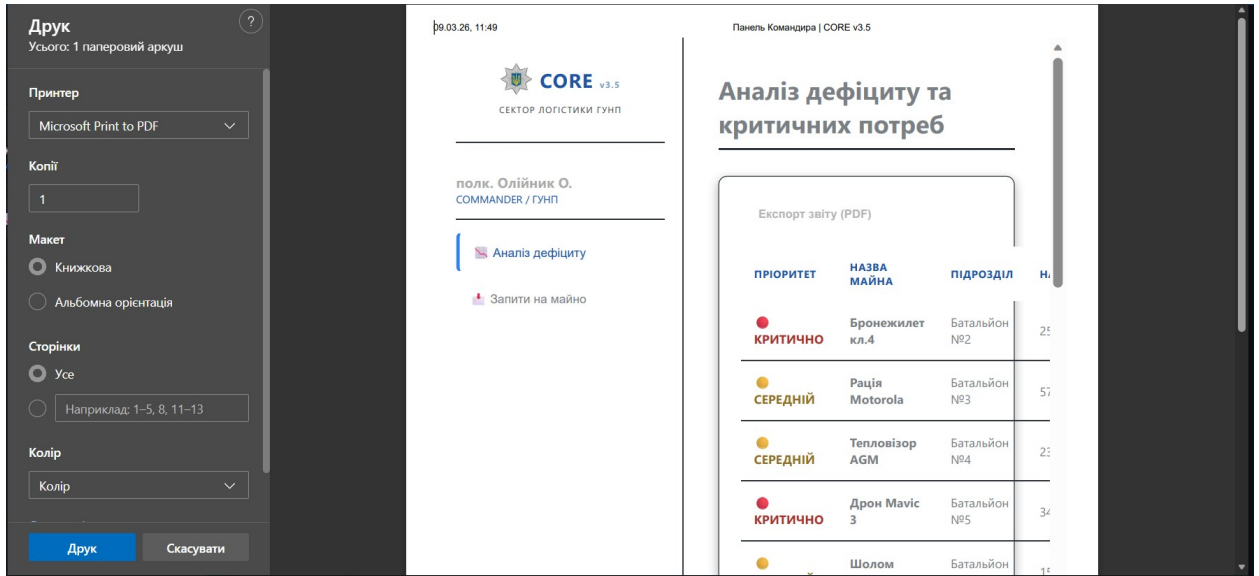 Друк
?
Усього: 1 паперовий аркуш
Принтер
Microsoft Print to PDF
Копії
1
Макет
Книжкова
Альбомна орієнтація
Сторінки
Усе
Наприклад: 1–5, 8, 11–13
Колір
Колір
Друк
Скасувати
09.03.26, 11:49
Панель Командира | CORE v3.5
CORE v3.5
СЕКТОР ЛОГІСТИКИ ГУНП
полк. Олійник О.
COMMANDER / ГУНП
Аналіз дефіциту
Запити на майно
Аналіз дефіциту та
критичних потреб
Експорт звіту (PDF)
ПРІОРИТЕТ
НАЗВА
МАЙНА
ПІДРОЗДІЛ
КРИТИЧНО
Бронежилет
кл.4
Батальйон
№2
СЕРЕДНІЙ
Рація
Motorola
Батальйон
№3
СЕРЕДНІЙ
Тепловізор
AGM
Батальйон
№4
КРИТИЧНО
Дрон Mavic
3
Батальйон
№5
Шолом
Батальйон